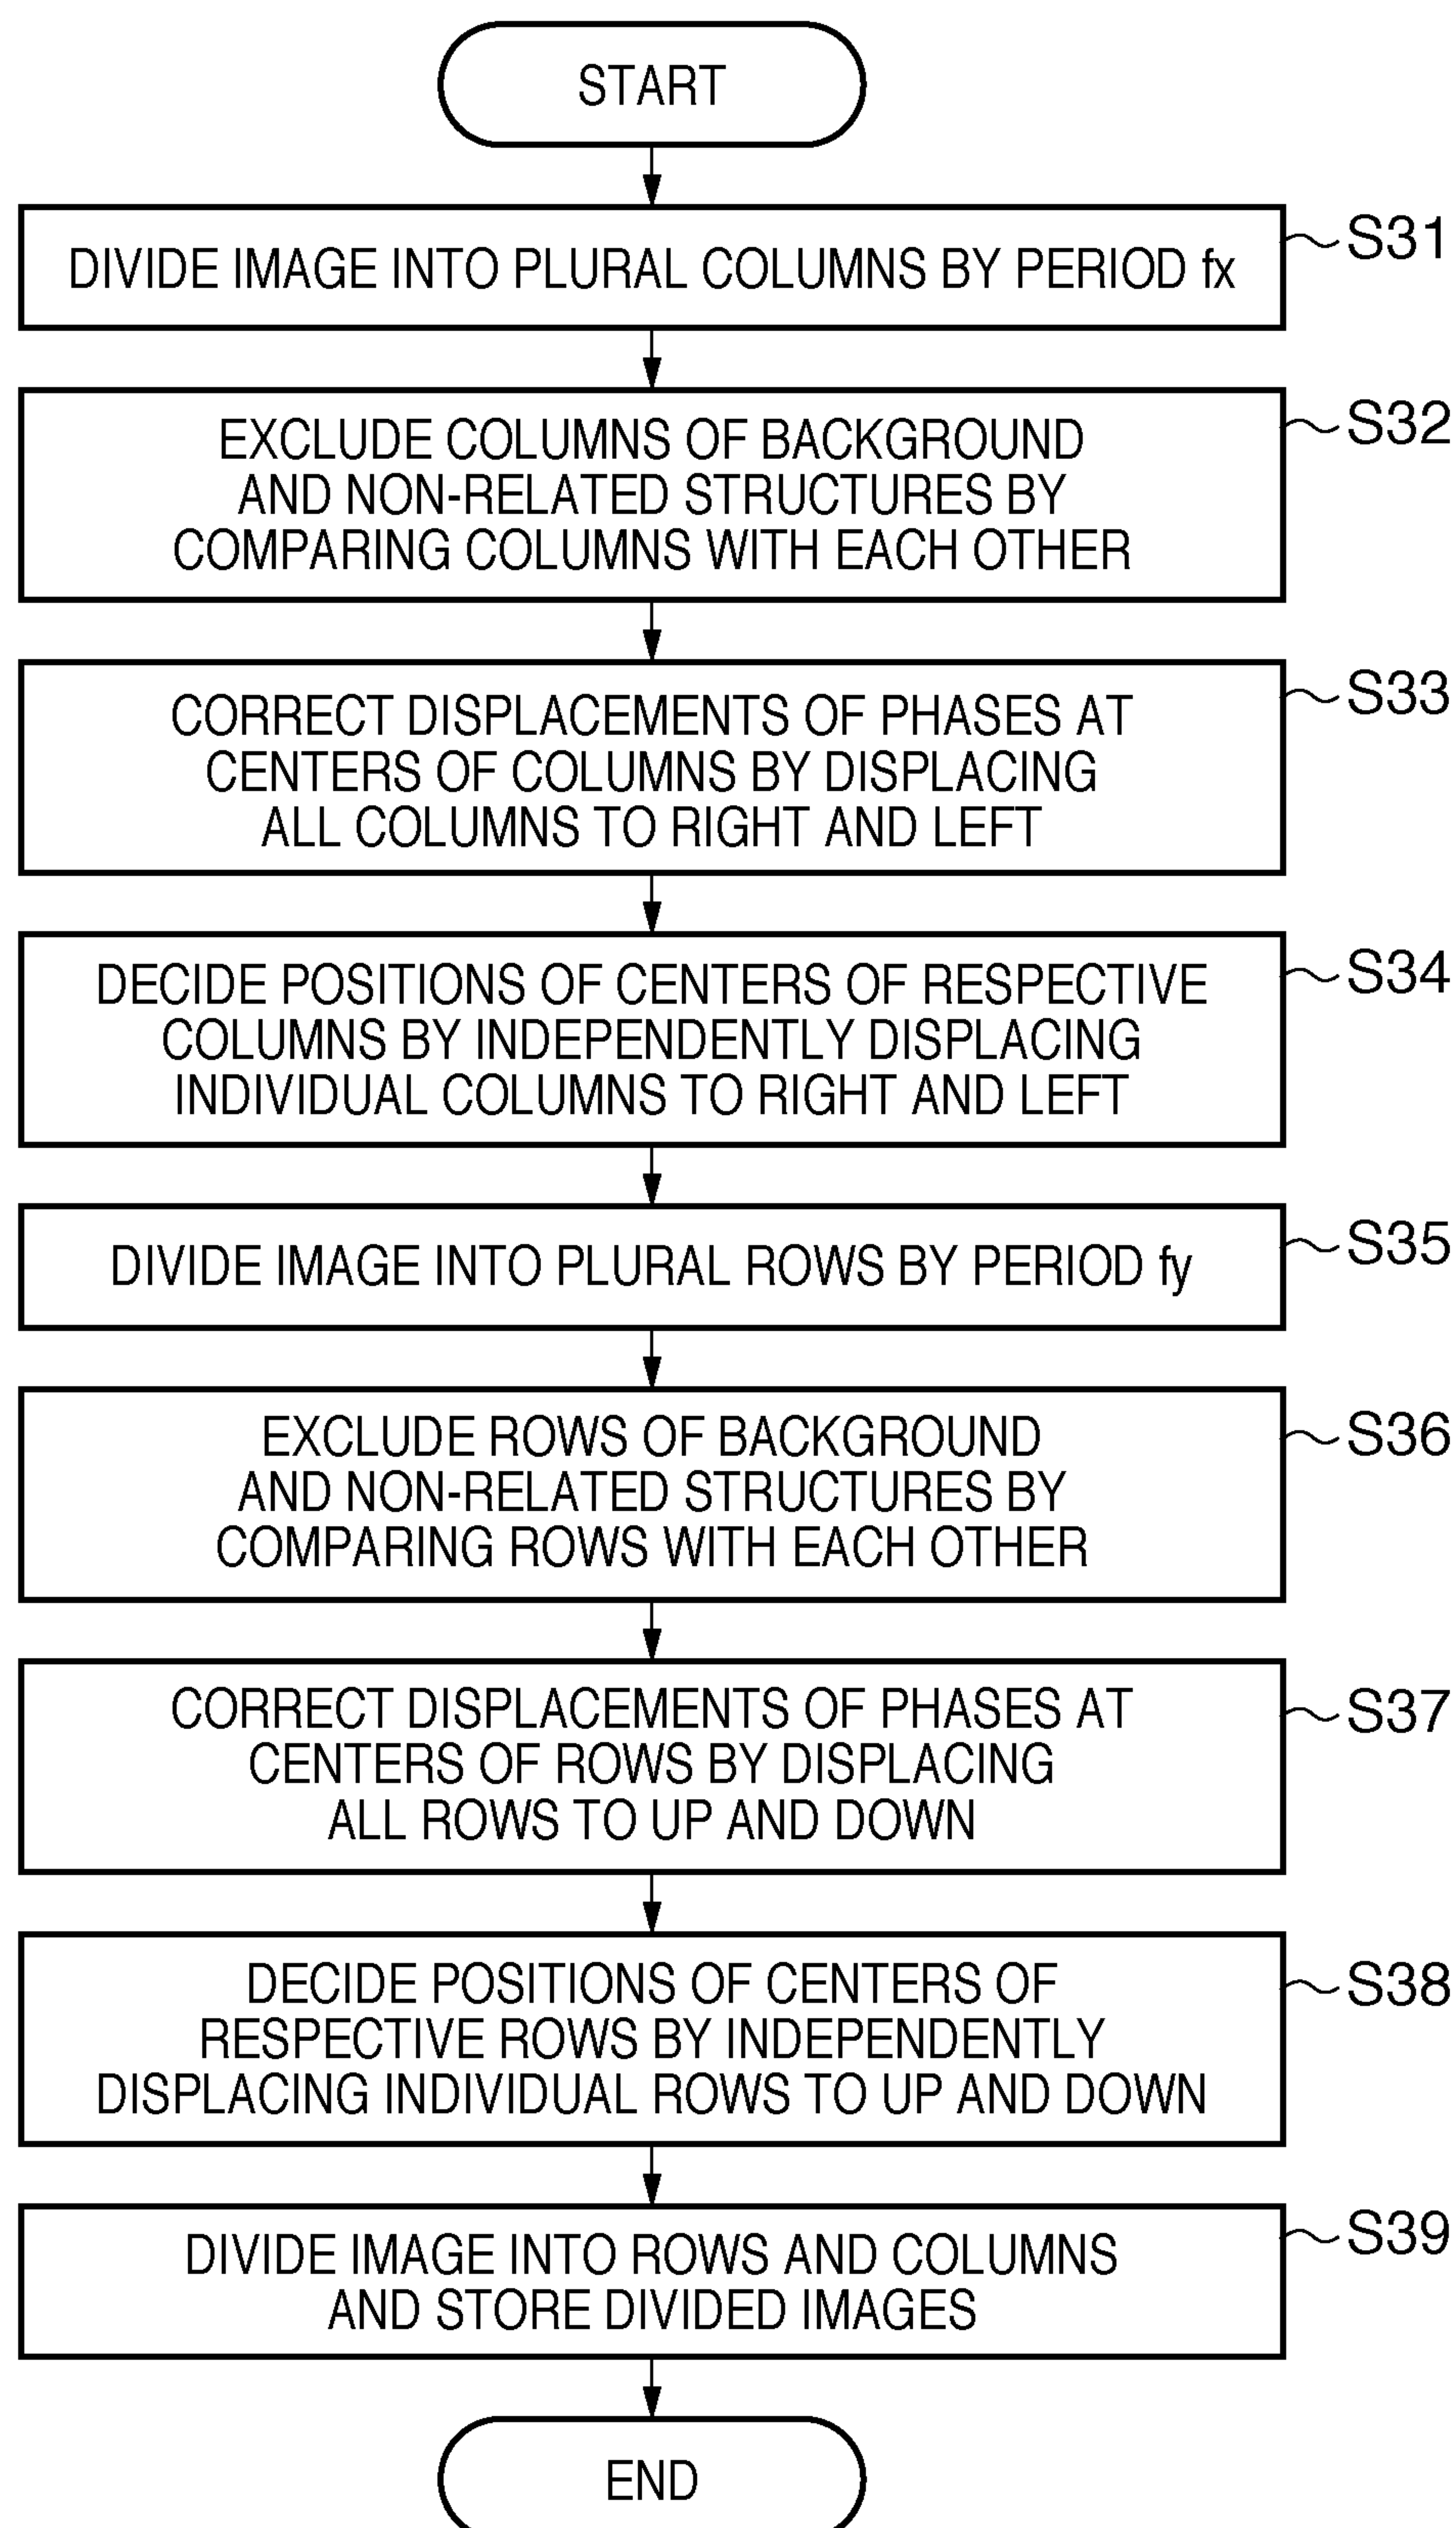 START
DIVIDE IMAGE INTO PLURAL COLUMNS BY PERIOD fx
S31
EXCLUDE COLUMNS OF BACKGROUND
AND NON-RELATED STRUCTURES BY
COMPARING COLUMNS WITH EACH OTHER
S32
CORRECT DISPLACEMENTS OF PHASES AT
CENTERS OF COLUMNS BY DISPLACING
ALL COLUMNS TO RIGHT AND LEFT
S33
DECIDE POSITIONS OF CENTERS OF RESPECTIVE
COLUMNS BY INDEPENDENTLY DISPLACING
INDIVIDUAL COLUMNS TO RIGHT AND LEFT
S34
DIVIDE IMAGE INTO PLURAL ROWS BY PERIOD fy
S35
EXCLUDE ROWS OF BACKGROUND
AND NON-RELATED STRUCTURES BY
COMPARING ROWS WITH EACH OTHER
S36
CORRECT DISPLACEMENTS OF PHASES AT
CENTERS OF ROWS BY DISPLACING
ALL ROWS TO UP AND DOWN
S37
DECIDE POSITIONS OF CENTERS OF
RESPECTIVE ROWS BY INDEPENDENTLY
DISPLACING INDIVIDUAL ROWS TO UP AND DOWN
S38
DIVIDE IMAGE INTO ROWS AND COLUMNS
AND STORE DIVIDED IMAGES
S39
END